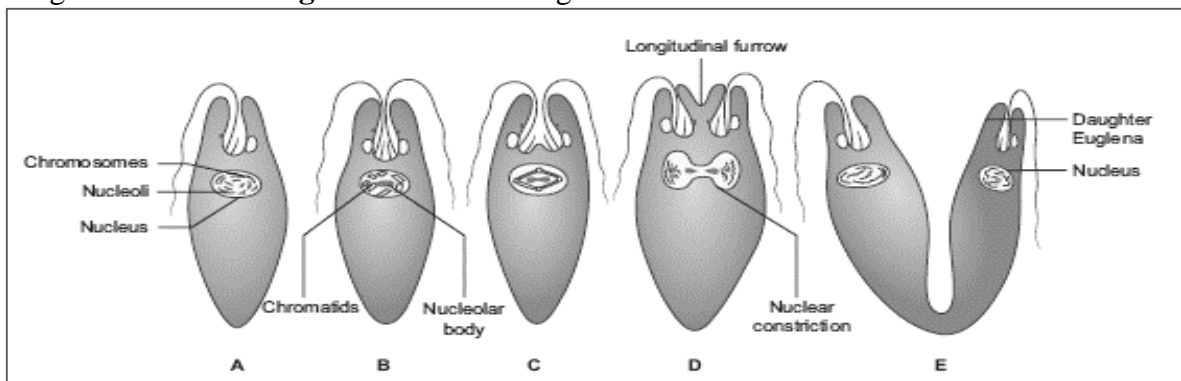 Longitudinal furrow
Chromosomes
Nucleoli
Nucleus
Daughter
Euglena
Nucleus
Chromatids
Nucleolar
body
Nuclear
constriction
A
B
C
D
E